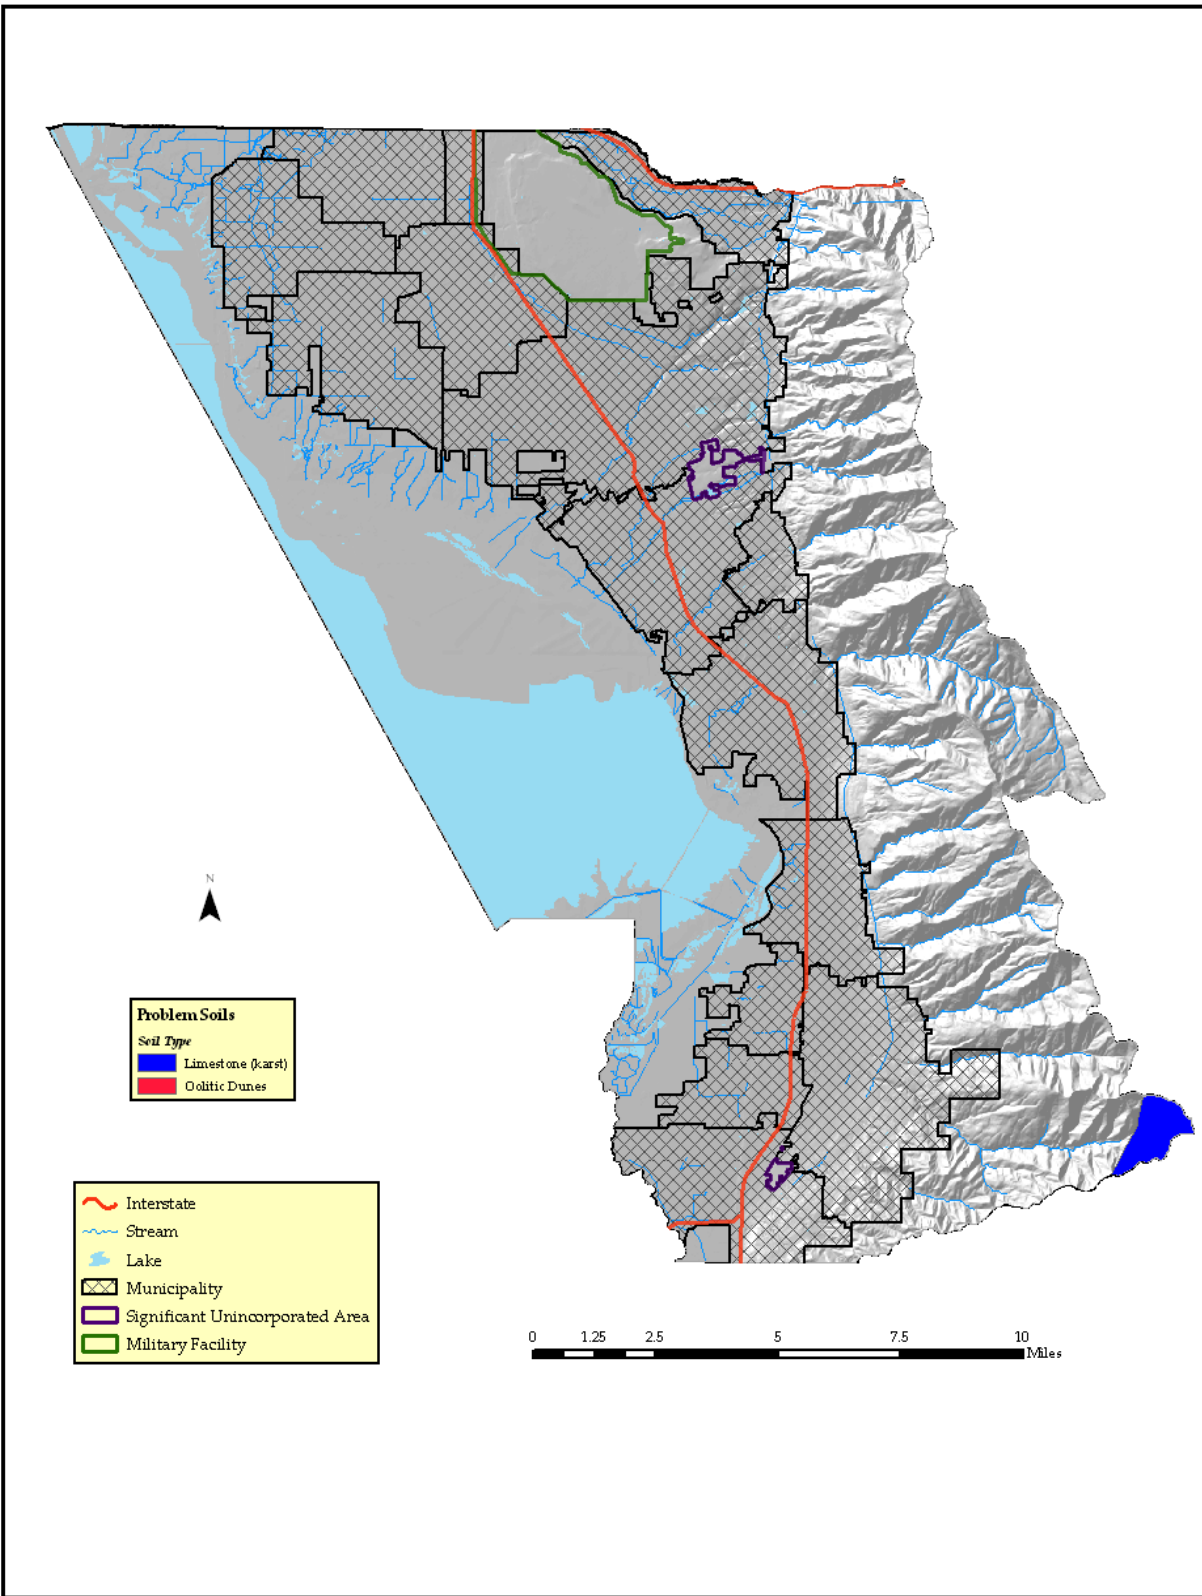 N
Problem Soils
Soil Type
Limestone (karst)
Oolitic Dunes
Interstate
Stream
Lake
Municipality
Significant Unincorporated Area
Military Facility
0 1.25 2.5 5 7.5 10
Miles